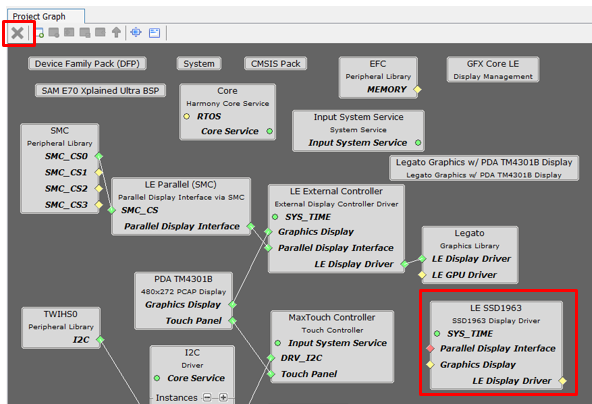 Project Graph
Device Family Pack (DFP)
System
CMSIS Pack
EFC
Peripheral Library
MEMORY
GFX Core LE
Display Management
SAM E70 Xplained Ultra BSP
Core
Harmony Core Service
RTOS
Core Service
Input System Service
System Service
Input System Service
SMC
Peripheral Library
SMC_CS0
SMC_CS1
SMC_CS2
SMC_CS3
Legato Graphics w/ PDA TM4301B Display
Legato Graphics w/ PDA TM4301B Display
LE Parallel (SMC)
Parallel Display Interface via SMC
SMC_CS
Parallel Display Interface
LE External Controller
External Display Controller Driver
SYS_TIME
Graphics Display
Parallel Display Interface
LE Display Driver
Legato
Graphics Library
LE Display Driver
LE GPU Driver
PDA TM4301B
480x272 PCAP Display
Graphics Display
Touch Panel
TWIHS0
Peripheral Library
I2C
MaxTouch Controller
Touch Controller
Input System Service
DRV_I2C
Touch Panel
LE SSD1963
SSD1963 Display Driver
SYS_TIME
Parallel Display Interface
Graphics Display
LE Display Driver
I2C
Driver
Core Service
Instances